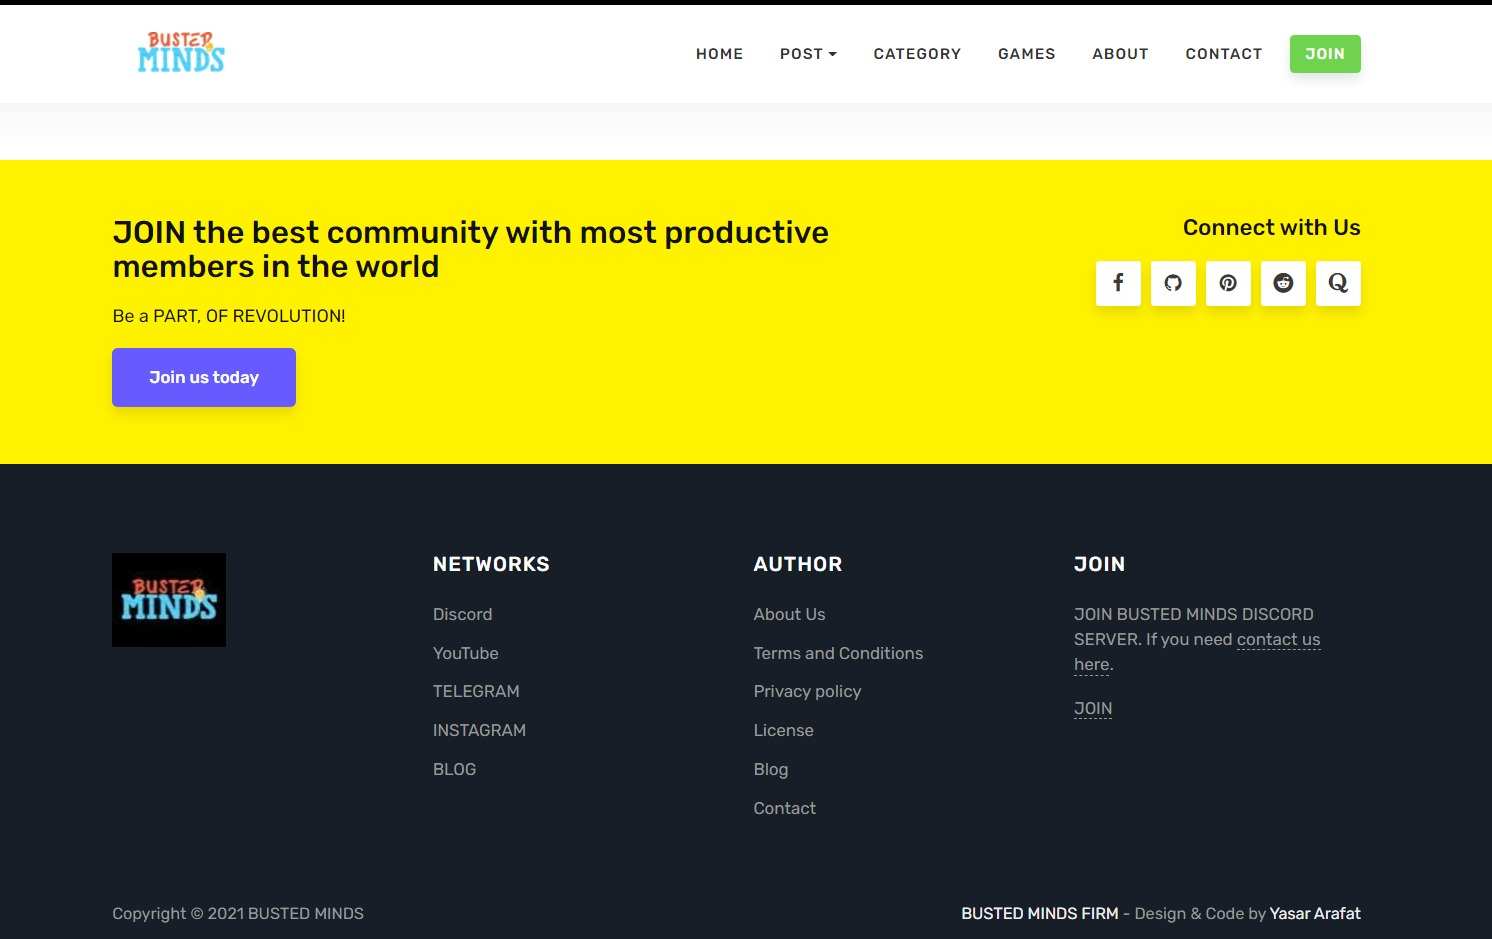 BUSTED
MINDS
HOME POST CATEGORY GAMES ABOUT CONTACT JOIN
JOIN the best community with most productive
members in the world
Be a PART, OF REVOLUTION!
Join us today
Connect with Us
BUSTED
MINDS
NETWORKS
Discord
YouTube
TELEGRAM
INSTAGRAM
BLOG
AUTHOR
About Us
Terms and Conditions
Privacy policy
License
Blog
Contact
JOIN
JOIN BUSTED MINDS DISCORD
SERVER. If you need contact us
here.
JOIN
Copyright © 2021 BUSTED MINDS
BUSTED MINDS FIRM - Design & Code by Yasar Arafat